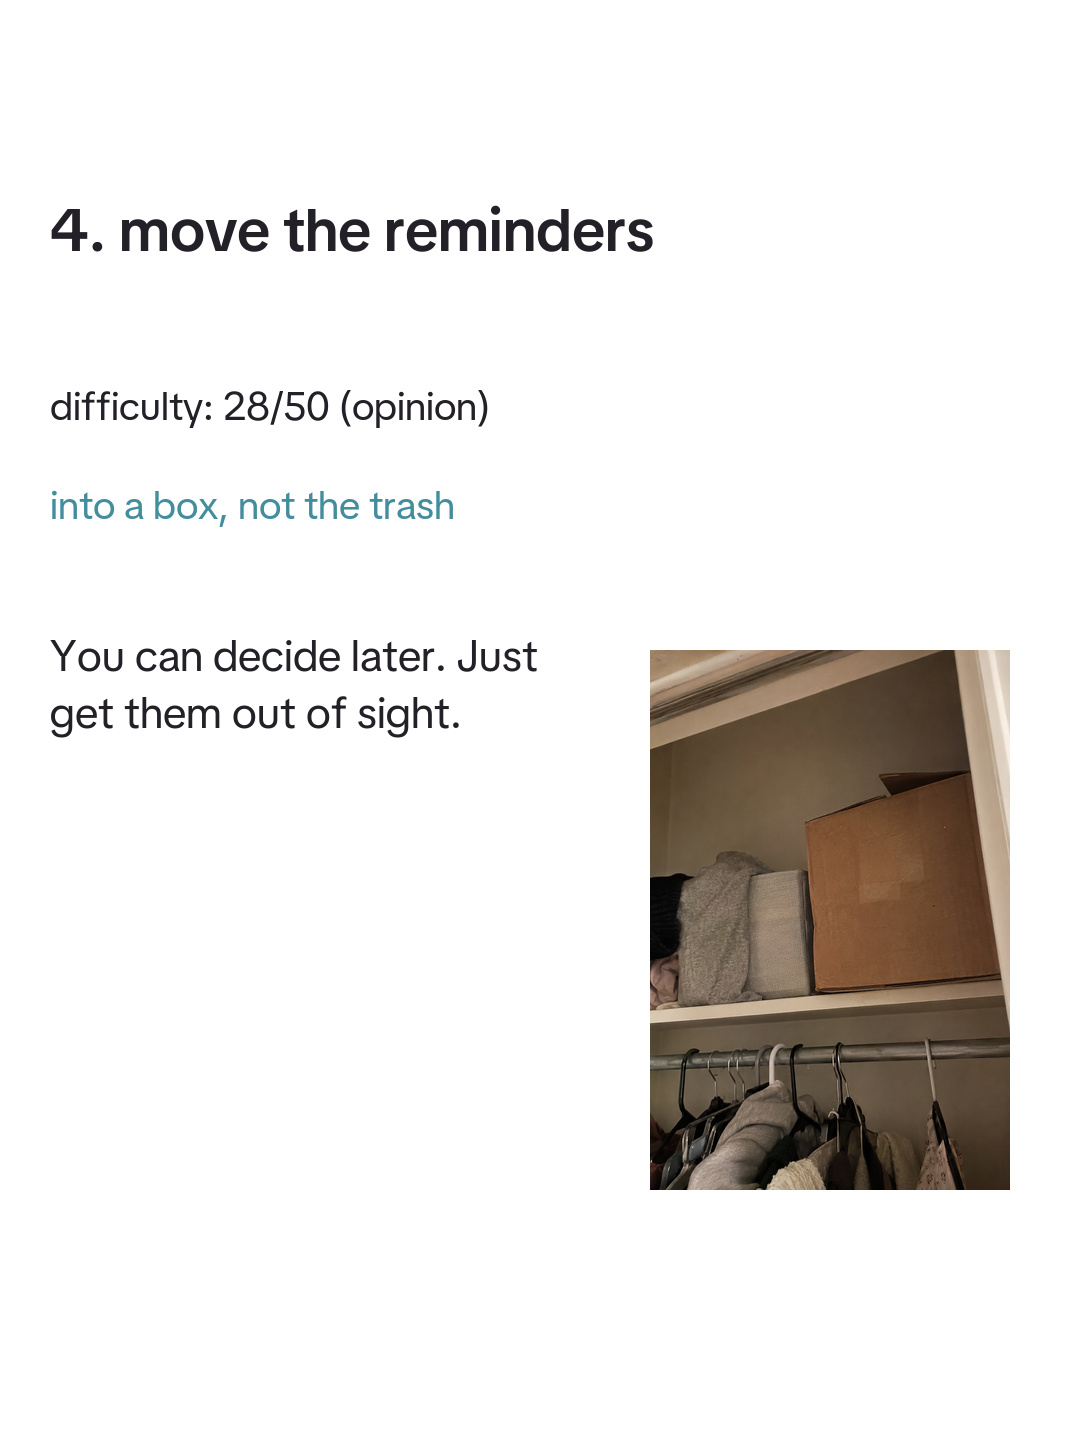 4. move the reminders
difficulty: 28/50 (opinion)
into a box, not the trash
You can decide later. Just
get them out of sight.